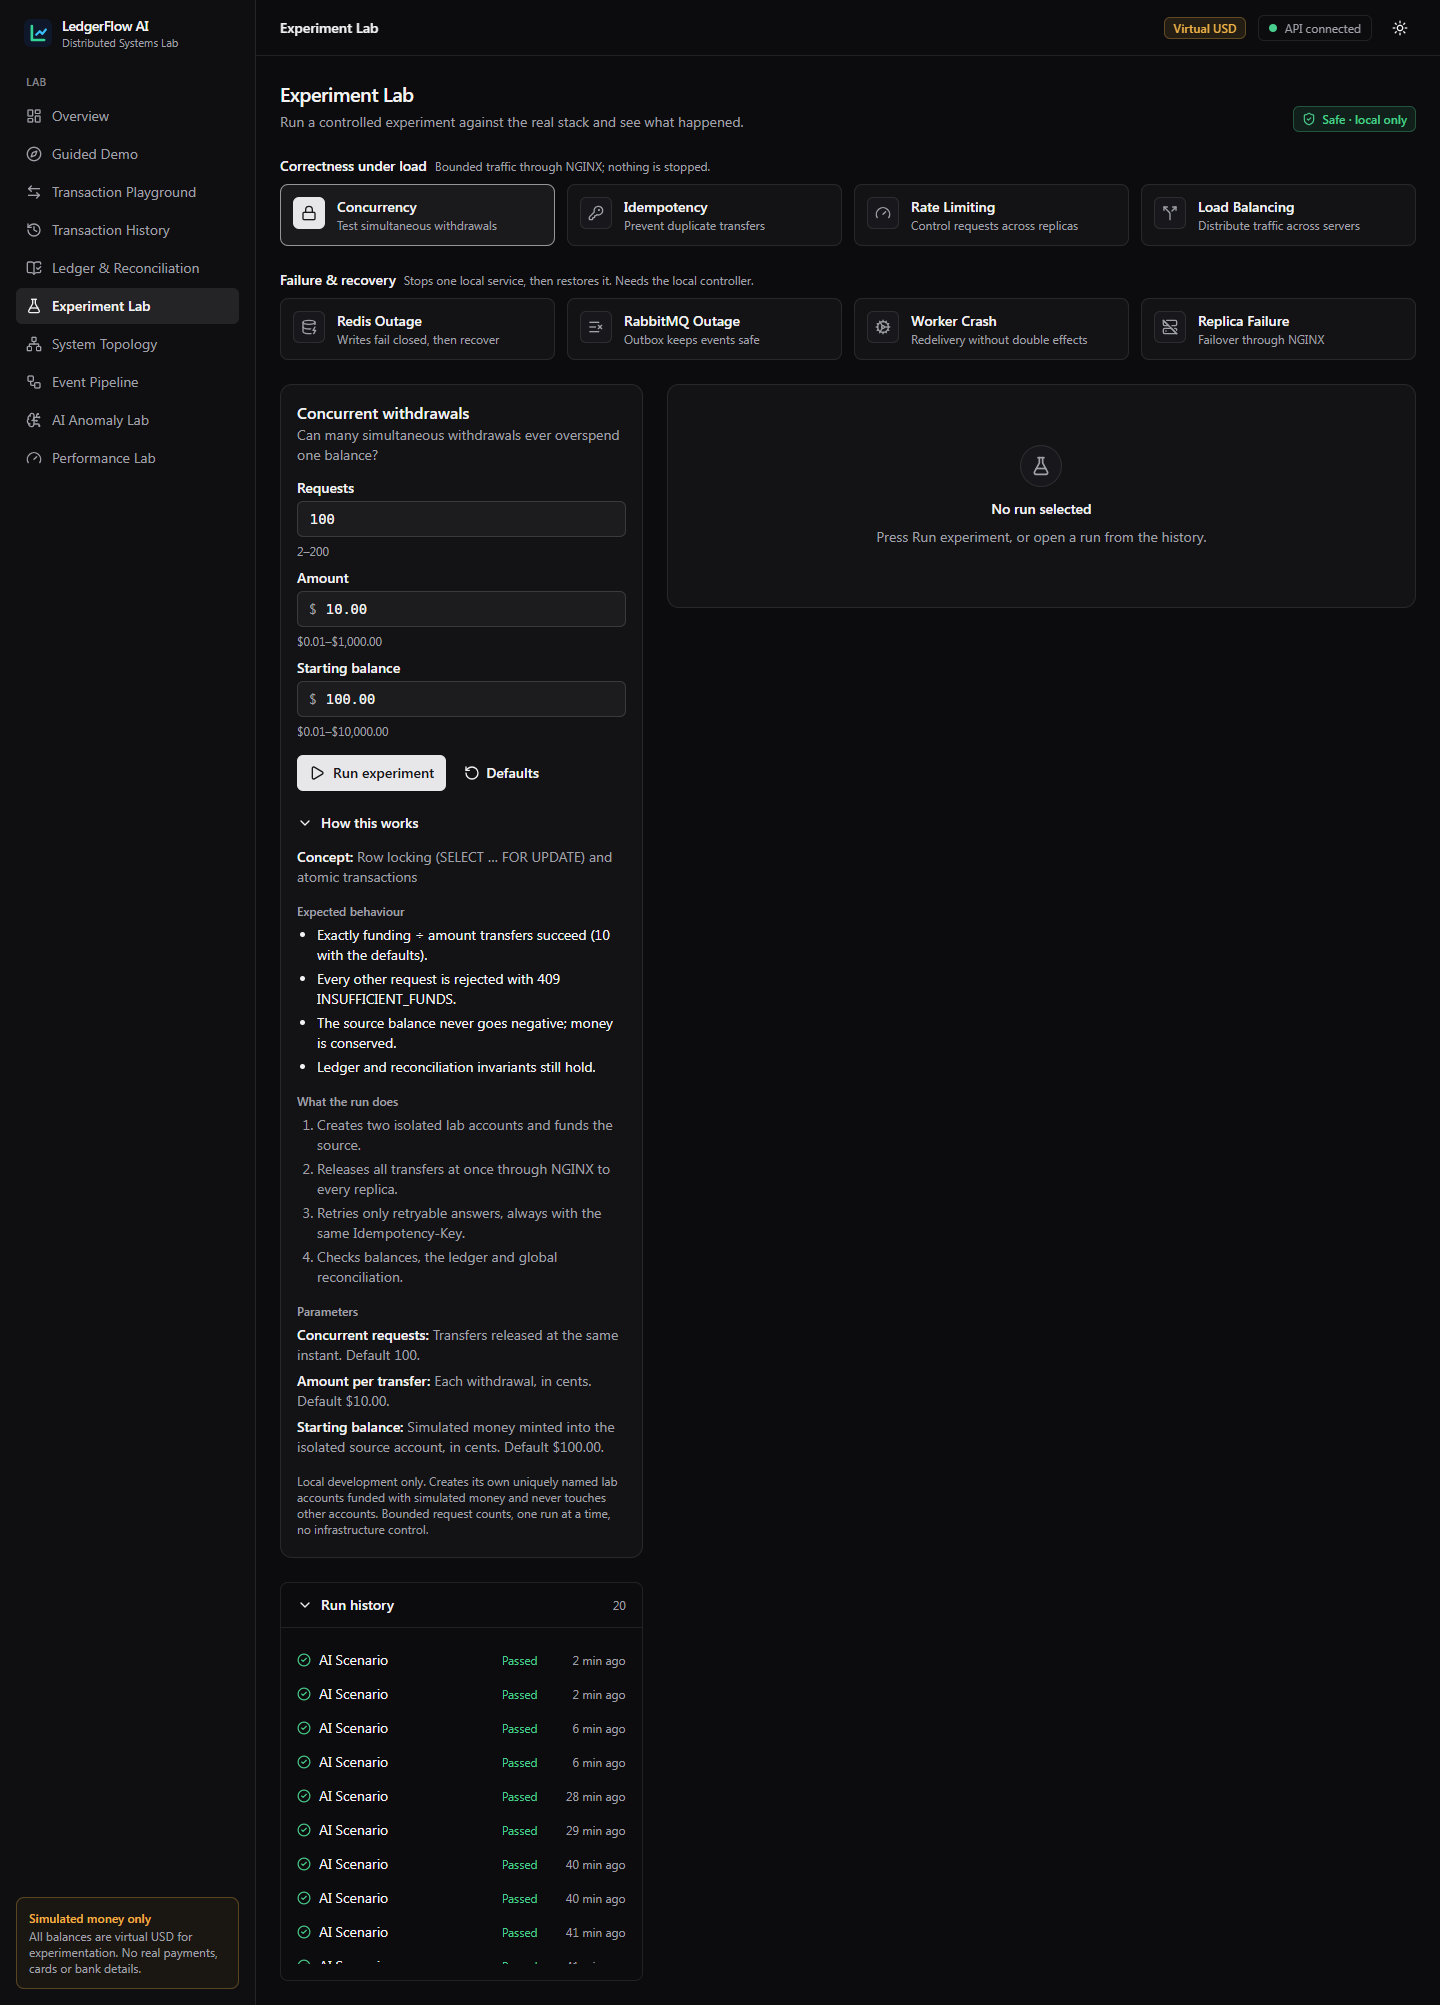 LedgerFlow AI
Distributed Systems Lab
LAB
Overview
Guided Demo
Transaction Playground
Transaction History
Ledger & Reconciliation
Experiment Lab
System Topology
Event Pipeline
AI Anomaly Lab
Performance Lab
Simulated money only
All balances are virtual USD for
experimentation. No real payments,
cards or bank details.
Experiment Lab
Virtual USD
API connected
Experiment Lab
Run a controlled experiment against the real stack and see what happened.
Safe · local only
Correctness under load Bounded traffic through NGINX; nothing is stopped.
Concurrency
Test simultaneous withdrawals
Idempotency
Prevent duplicate transfers
Rate Limiting
Control requests across replicas
Load Balancing
Distribute traffic across servers
Failure & recovery Stops one local service, then restores it. Needs the local controller.
Redis Outage
Writes fail closed, then recover
RabbitMQ Outage
Outbox keeps events safe
Worker Crash
Redelivery without double effects
Replica Failure
Failover through NGINX
Concurrent withdrawals
Can many simultaneous withdrawals ever overspend
one balance?
Requests
100
2–200
Amount
$ 10.00
$0.01–$1,000.00
Starting balance
$ 100.00
$0.01–$10,000.00
Run experiment
Defaults
How this works
Concept: Row locking (SELECT … FOR UPDATE) and
atomic transactions
Expected behaviour
• Exactly funding ÷ amount transfers succeed (10
with the defaults).
• Every other request is rejected with 409
INSUFFICIENT_FUNDS.
• The source balance never goes negative; money
is conserved.
• Ledger and reconciliation invariants still hold.
What the run does
1. Creates two isolated lab accounts and funds the
source.
2. Releases all transfers at once through NGINX to
every replica.
3. Retries only retryable answers, always with the
same Idempotency-Key.
4. Checks balances, the ledger and global
reconciliation.
Parameters
Concurrent requests: Transfers released at the same
instant. Default 100.
Amount per transfer: Each withdrawal, in cents.
Default $10.00.
Starting balance: Simulated money minted into the
isolated source account, in cents. Default $100.00.
Local development only. Creates its own uniquely named lab
accounts funded with simulated money and never touches
other accounts. Bounded request counts, one run at a time,
no infrastructure control.
No run selected
Press Run experiment, or open a run from the history.
Run history 20
AI Scenario Passed 2 min ago
AI Scenario Passed 2 min ago
AI Scenario Passed 6 min ago
AI Scenario Passed 6 min ago
AI Scenario Passed 28 min ago
AI Scenario Passed 29 min ago
AI Scenario Passed 40 min ago
AI Scenario Passed 40 min ago
AI Scenario Passed 41 min ago